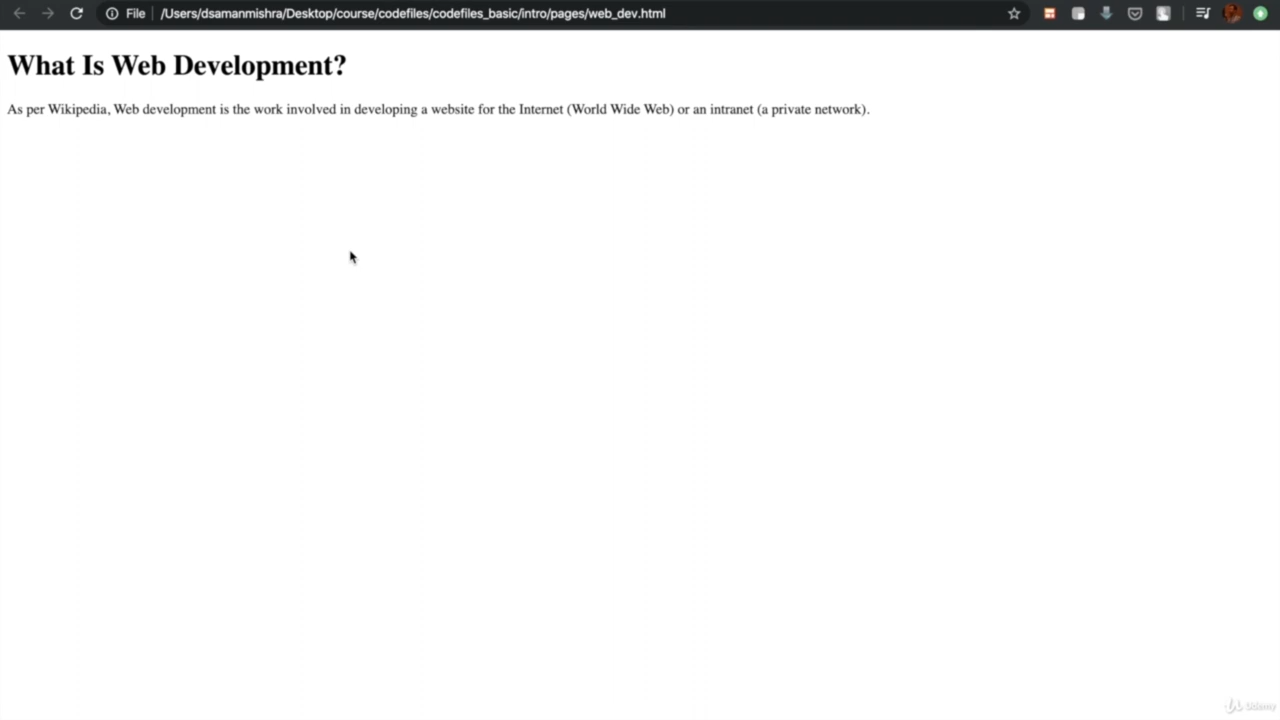 File /Users/dsamanmishra/Desktop/course/codefiles/codefiles_basic/intro/pages/web_dev.html
What Is Web Development?
As per Wikipedia, Web development is the work involved in developing a website for the Internet (World Wide Web) or an intranet (a private network).
Udemy